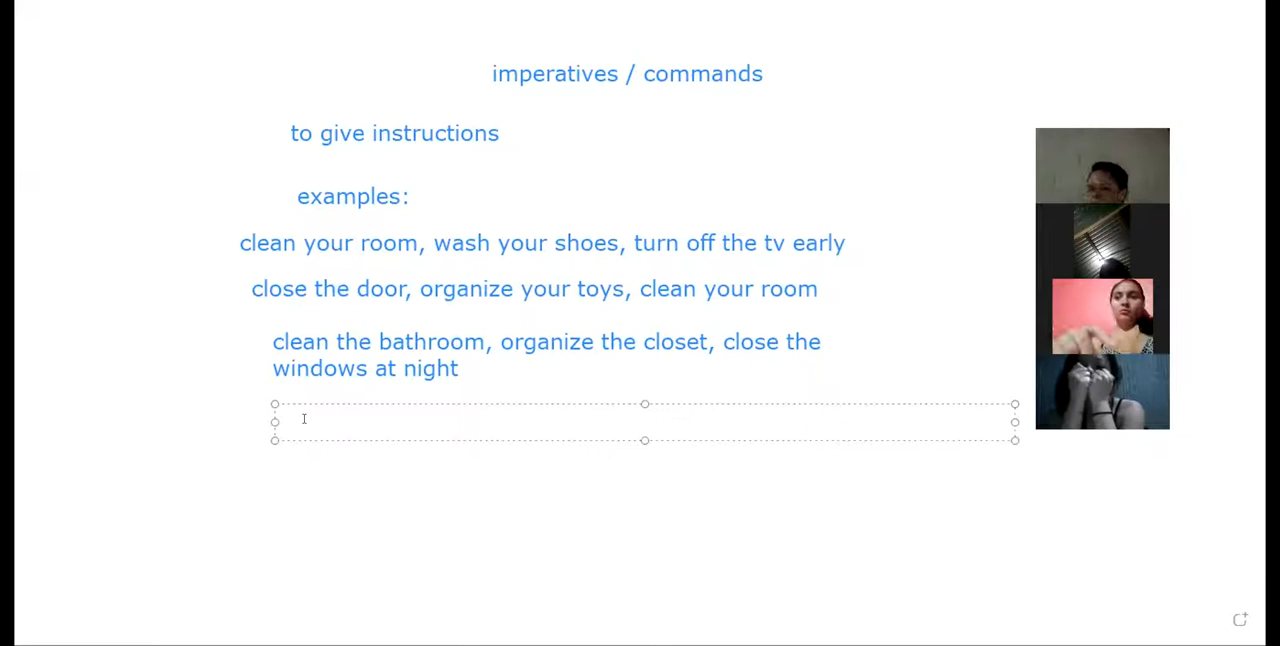 imperatives / commands
to give instructions
examples:
clean your room, wash your shoes, turn off the tv early
close the door, organize your toys, clean your room
clean the bathroom, organize the closet, close the
windows at night